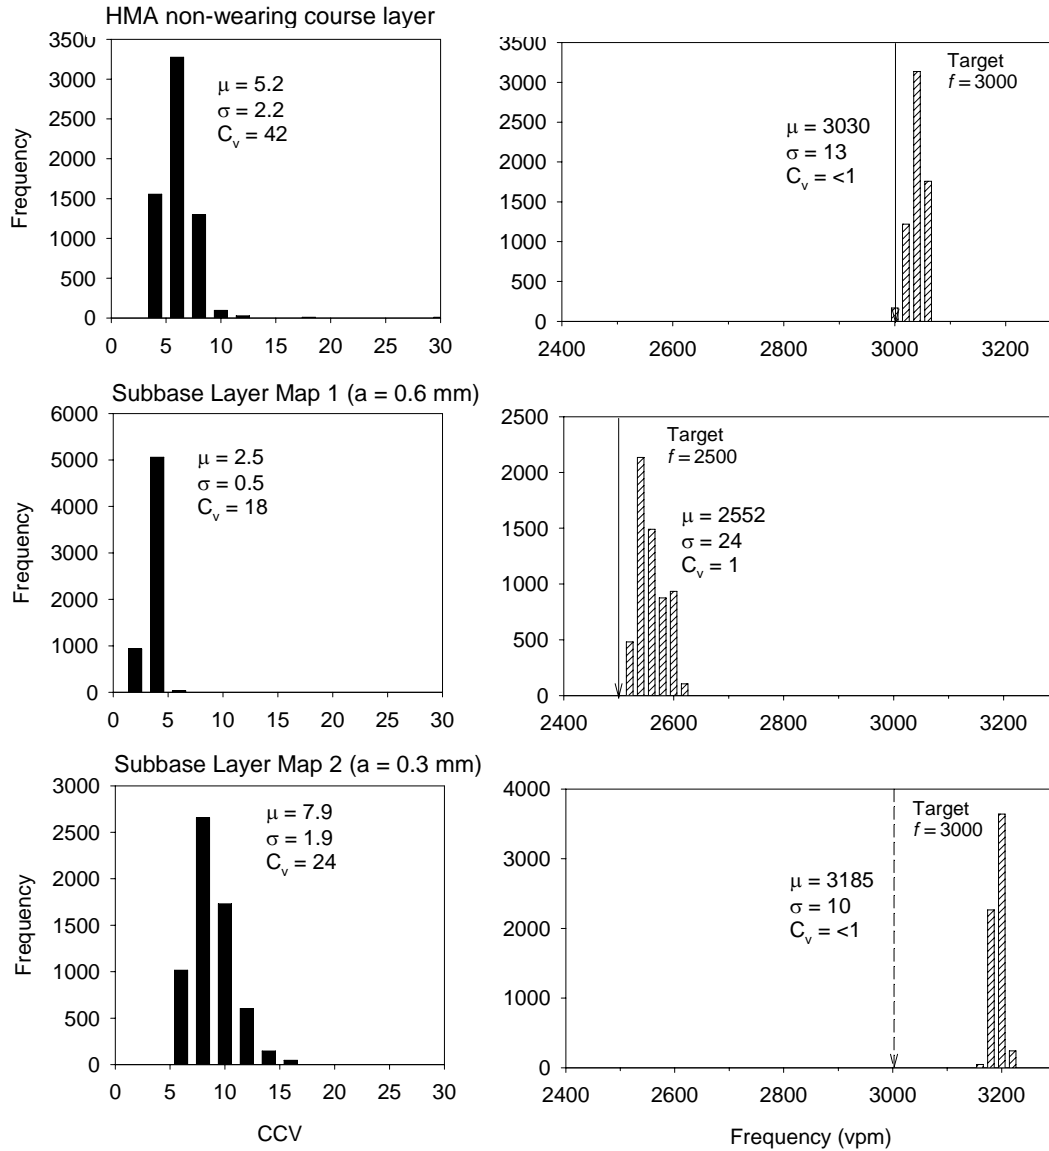 HMA non-wearing course layer
3500
3000
2500
2000
1500
1000
500
0
Frequency
μ = 5.2
σ = 2.2
Cv = 42
0 5 10 15 20 25 30
3500
3000
2500
2000
1500
1000
500
0
Target
f = 3000
μ = 3030
σ = 13
Cv = <1
2400 2600 2800 3000 3200
Subbase Layer Map 1 (a = 0.6 mm)
6000
5000
4000
3000
2000
1000
0
Frequency
μ = 2.5
σ = 0.5
Cv = 18
0 5 10 15 20 25 30
2500
2000
1500
1000
500
0
Target
f = 2500
μ = 2552
σ = 24
Cv = 1
2400 2600 2800 3000 3200
Subbase Layer Map 2 (a = 0.3 mm)
3000
2500
2000
1500
1000
500
0
Frequency
μ = 7.9
σ = 1.9
Cv = 24
0 5 10 15 20 25 30
CCV
4000
3000
2000
1000
0
Target
f = 3000
μ = 3185
σ = 10
Cv = <1
2400 2600 2800 3000 3200
Frequency (vpm)